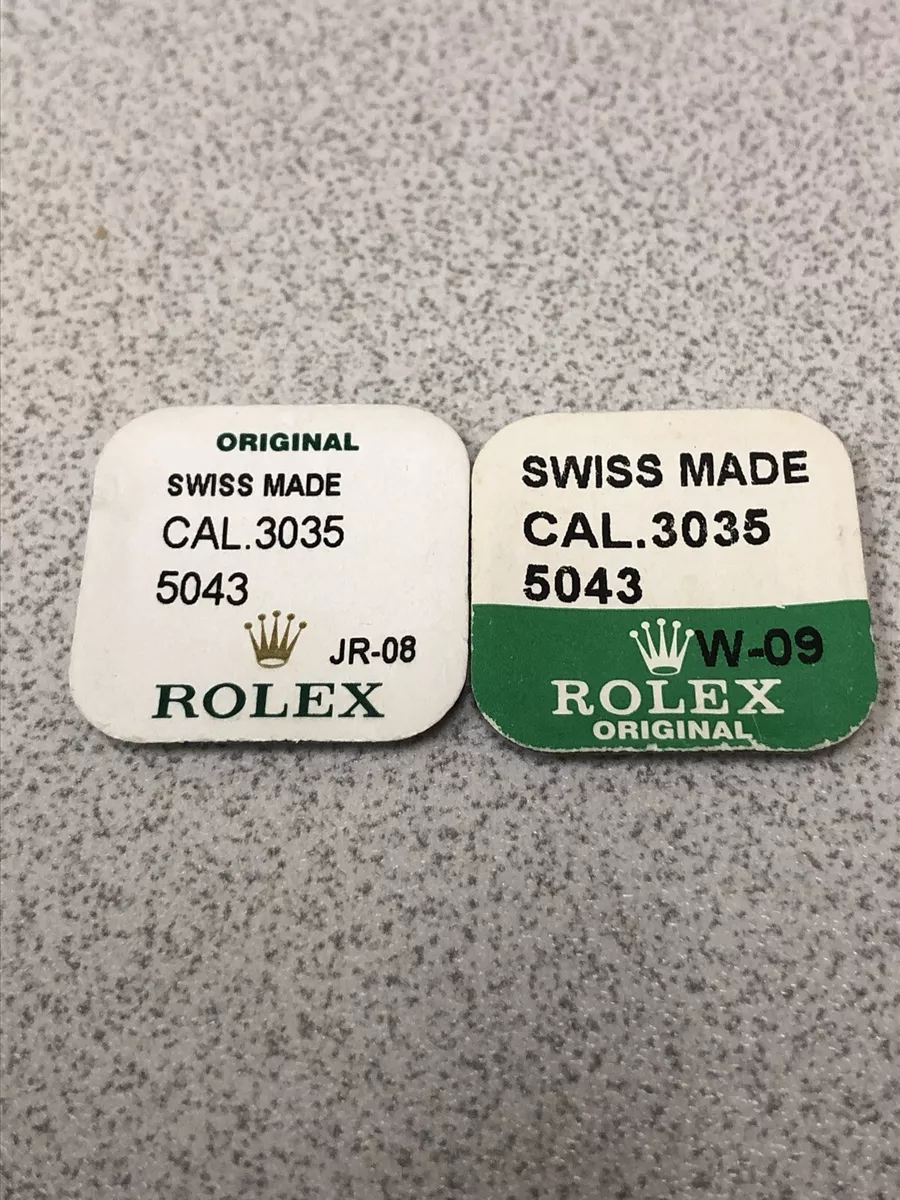 ORIGINAL
SWISS MADE
CAL.3035
5043
JR-08
ROLEX
SWISS MADE
CAL.3035
5043
W-09
ROLEX
ORIGINAL